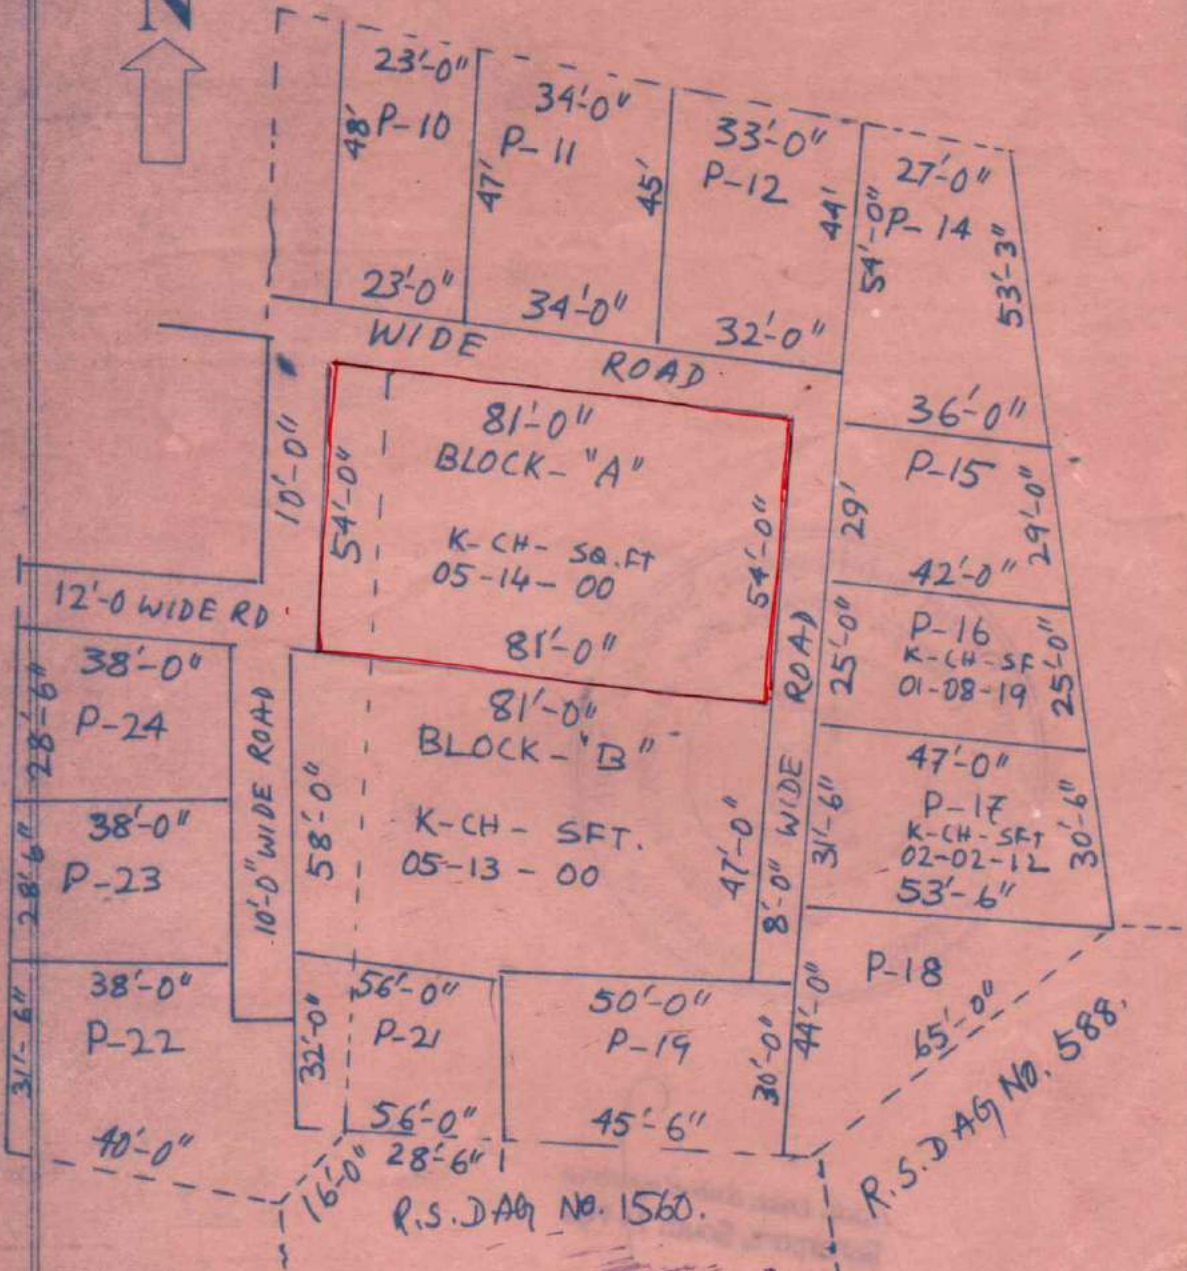 N
23'-0"
P-10
48'
23'-0"
34'-0"
P-11
47'
45'
34'-0"
33'-0"
P-12
44'
32'-0"
27'-0"
P-14
54'-0"
53'-3"
36'-0"
WIDE ROAD
10'-0"
81'-0"
BLOCK-"A"
54'-0"
54'-0"
K-CH-SQ.FT
05-14-00
81'-0"
P-15
29'
29'-0"
42'-0"
12'-0 WIDE RD
P-16
K-CH-SF
01-08-19
25'-0"
25'-0"
38'-0"
P-24
28'-6"
10'-0" WIDE ROAD
81'-0"
BLOCK-"B"
58'-0"
K-CH-SFT.
05-13-00
47'-0"
8'-0" WIDE ROAD
47'-0"
P-17
K-CH-SFT
02-02-12
53'-6"
31'-6"
30'-6"
38'-0"
P-23
28'-6"
38'-0"
P-22
31'-6"
40'-0"
56'-0"
P-21
32'-0"
56'-0"
28'-6"
16'-0"
50'-0"
P-19
30'-0"
45'-6"
P-18
44'-0"
65'-0"
R.S.DAG No. 588.
R.S.DAG No. 1560.